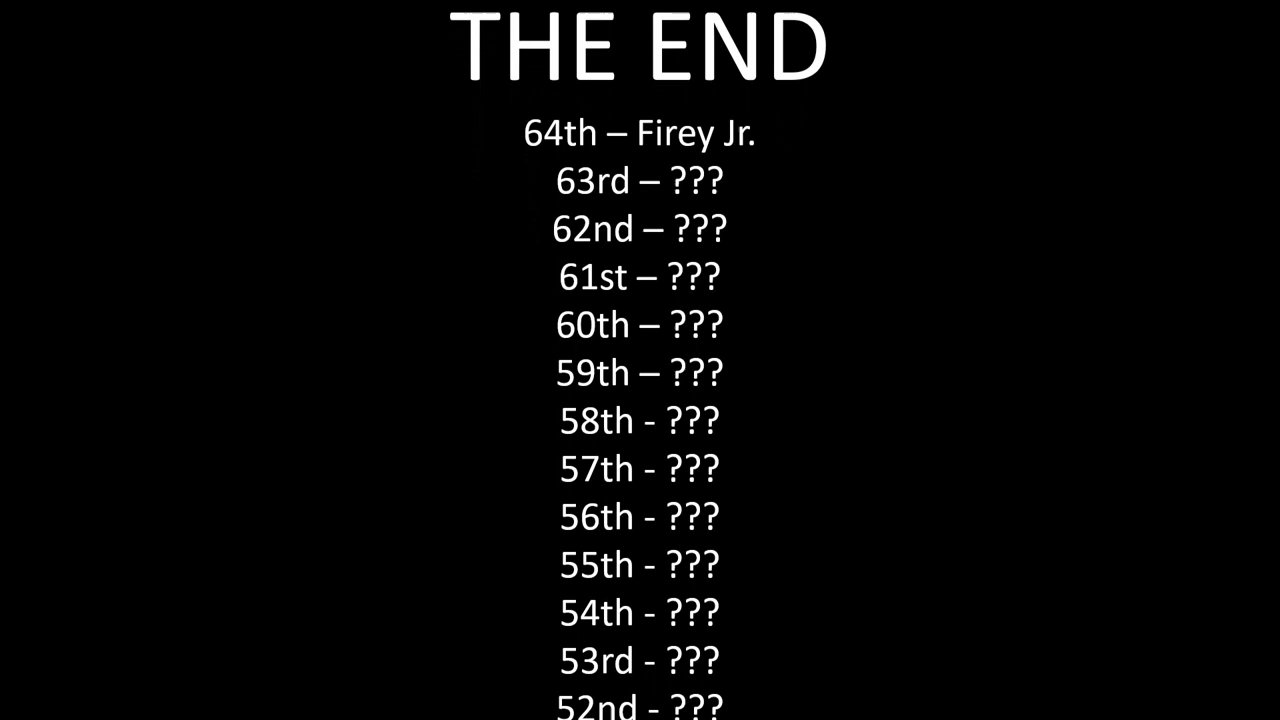 THE END
64th – Firey Jr.
63rd – ???
62nd – ???
61st – ???
60th – ???
59th – ???
58th - ???
57th - ???
56th - ???
55th - ???
54th - ???
53rd - ???
52nd - ???